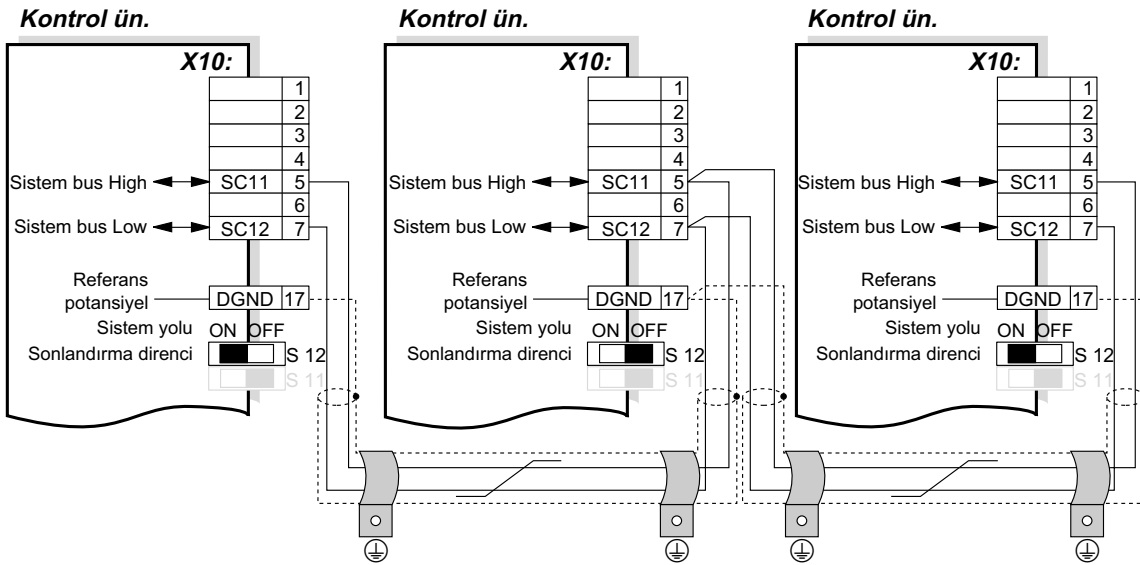 Kontrol ün.
X10:
1
2
3
4
Sistem bus High SC11 5
6
Sistem bus Low SC12 7
Referans
potansiyel DGND 17
Sistem yolu ON OFF
Sonlandırma direnci S 12
S 11
Kontrol ün.
X10:
1
2
3
4
Sistem bus High SC11 5
6
Sistem bus Low SC12 7
Referans
potansiyel DGND 17
Sistem yolu ON OFF
Sonlandırma direnci S 12
S 11
Kontrol ün.
X10:
1
2
3
4
Sistem bus High SC11 5
6
Sistem bus Low SC12 7
Referans
potansiyel DGND 17
Sistem yolu ON OFF
Sonlandırma direnci S 12
S 11